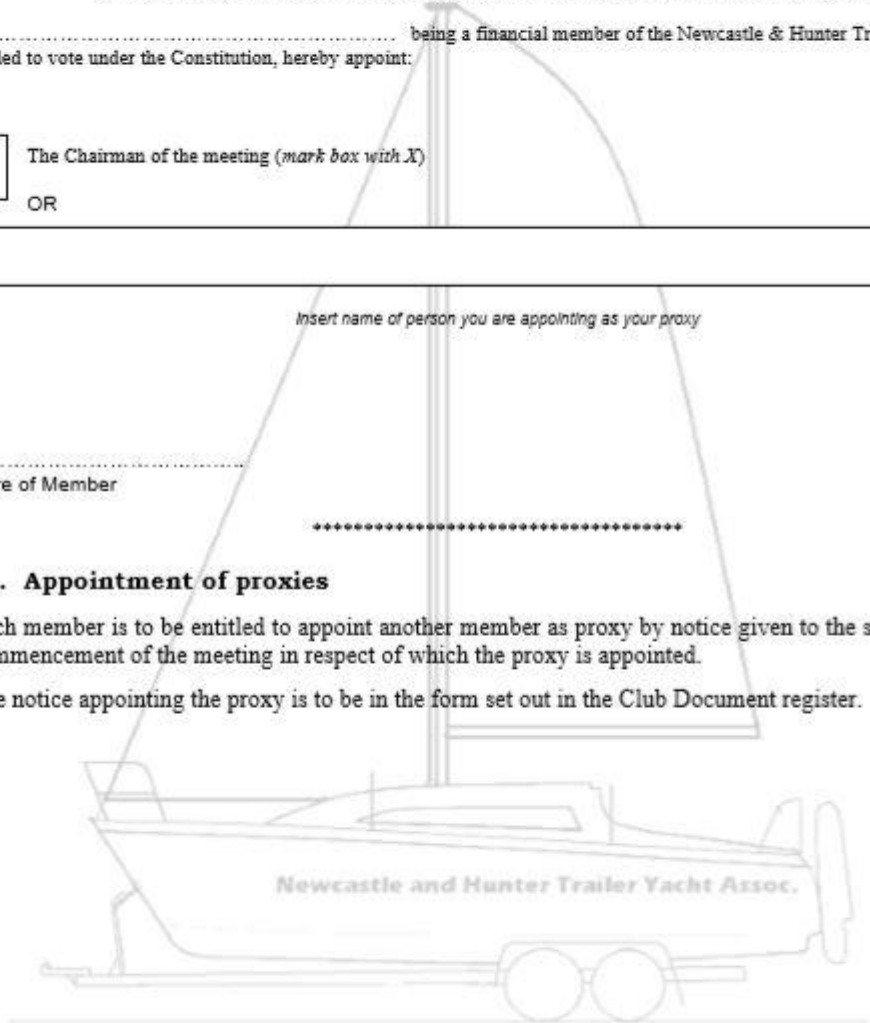 being a financial member of the Newcastle & Hunter Tr
led to vote under the Constitution, hereby appoint:
The Chairman of the meeting (mark box with X)
OR
Insert name of person you are appointing as your proxy
re of Member
***********************************
. Appointment of proxies
ch member is to be entitled to appoint another member as proxy by notice given to the s
mmencement of the meeting in respect of which the proxy is appointed.
e notice appointing the proxy is to be in the form set out in the Club Document register.
Newcastle and Hunter Trailer Yacht Assoc.